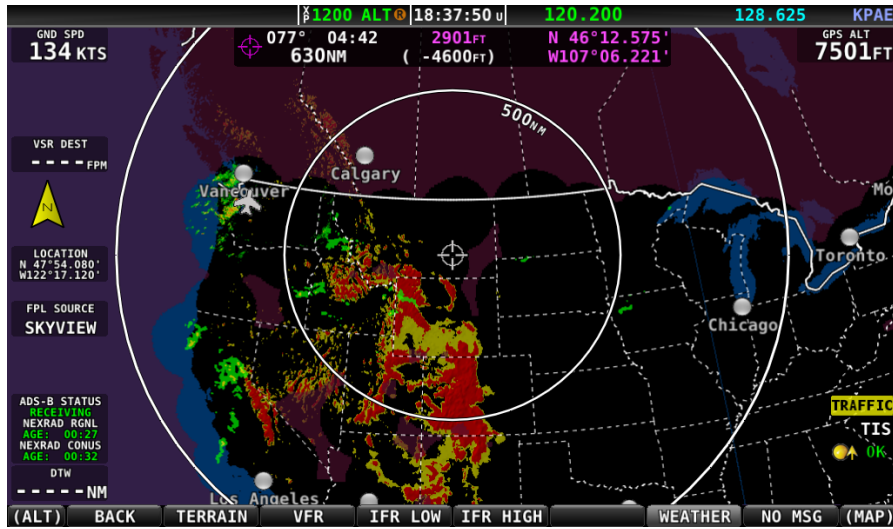 XP 1200 ALT R 18:37:50 U 120.200 128.625 KPAE
GND SPD
134 KTS
077° 04:42 2901FT N 46°12.575'
630NM ( -4600FT) W107°06.221'
GPS ALT
7501FT
500NM
VSR DEST
---- FPM
Calgary
Vancouver
N
Mo
LOCATION
N 47°54.080'
W122°17.120'
Toronto
FPL SOURCE
SKYVIEW
Chicago
ADS-B STATUS
RECEIVING
NEXRAD RGNL
AGE: 00:27
NEXRAD CONUS
AGE: 00:32
TRAFFIC
TIS
OK
DTW
-----NM
Los Angeles
(ALT) BACK TERRAIN VFR IFR LOW IFR HIGH WEATHER NO MSG (MAP)